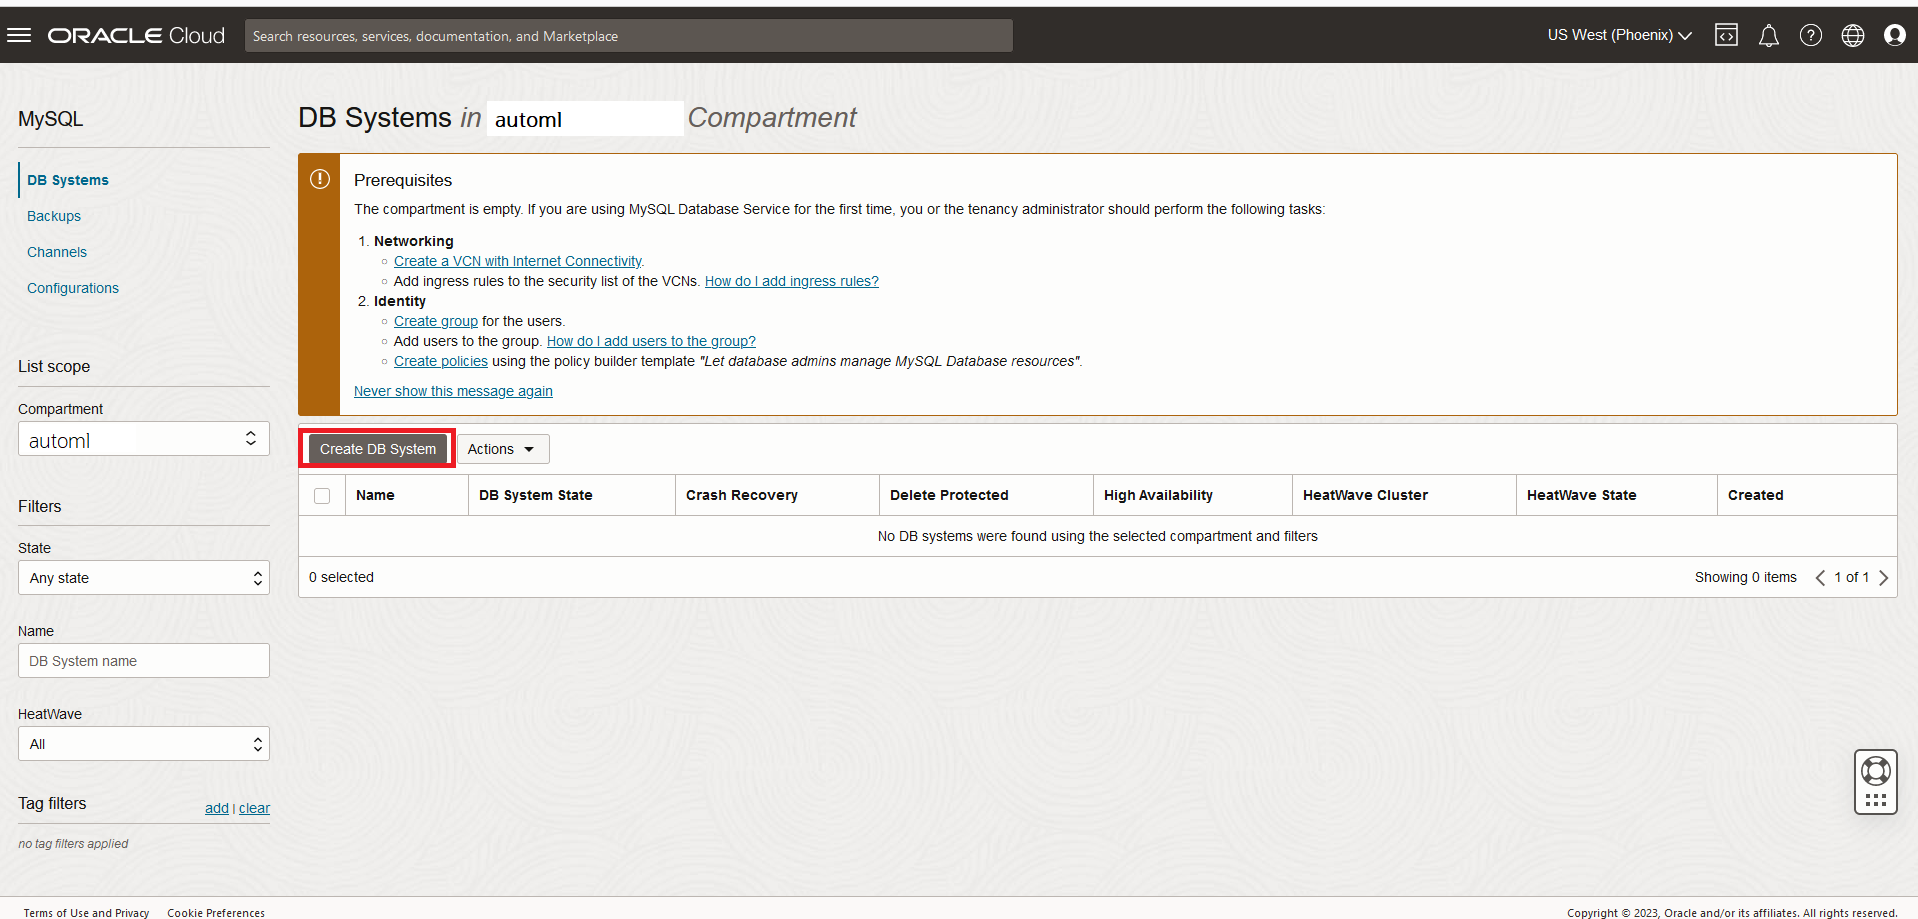 ORACLE Cloud
Search resources, services, documentation, and Marketplace
US West (Phoenix)
MySQL
DB Systems
Backups
Channels
Configurations
List scope
Compartment
automl
Filters
State
Any state
Name
DB System name
HeatWave
All
Tag filters
add | clear
no tag filters applied
DB Systems in automl Compartment
Prerequisites
The compartment is empty. If you are using MySQL Database Service for the first time, you or the tenancy administrator should perform the following tasks:
1. Networking
Create a VCN with Internet Connectivity.
Add ingress rules to the security list of the VCNs. How do I add ingress rules?
2. Identity
Create group for the users.
Add users to the group. How do I add users to the group?
Create policies using the policy builder template "Let database admins manage MySQL Database resources".
Never show this message again
Create DB System Actions
Name DB System State Crash Recovery Delete Protected High Availability HeatWave Cluster HeatWave State Created
No DB systems were found using the selected compartment and filters
0 selected Showing 0 items 1 of 1
Terms of Use and Privacy Cookie Preferences Copyright © 2023, Oracle and/or its affiliates. All rights reserved.